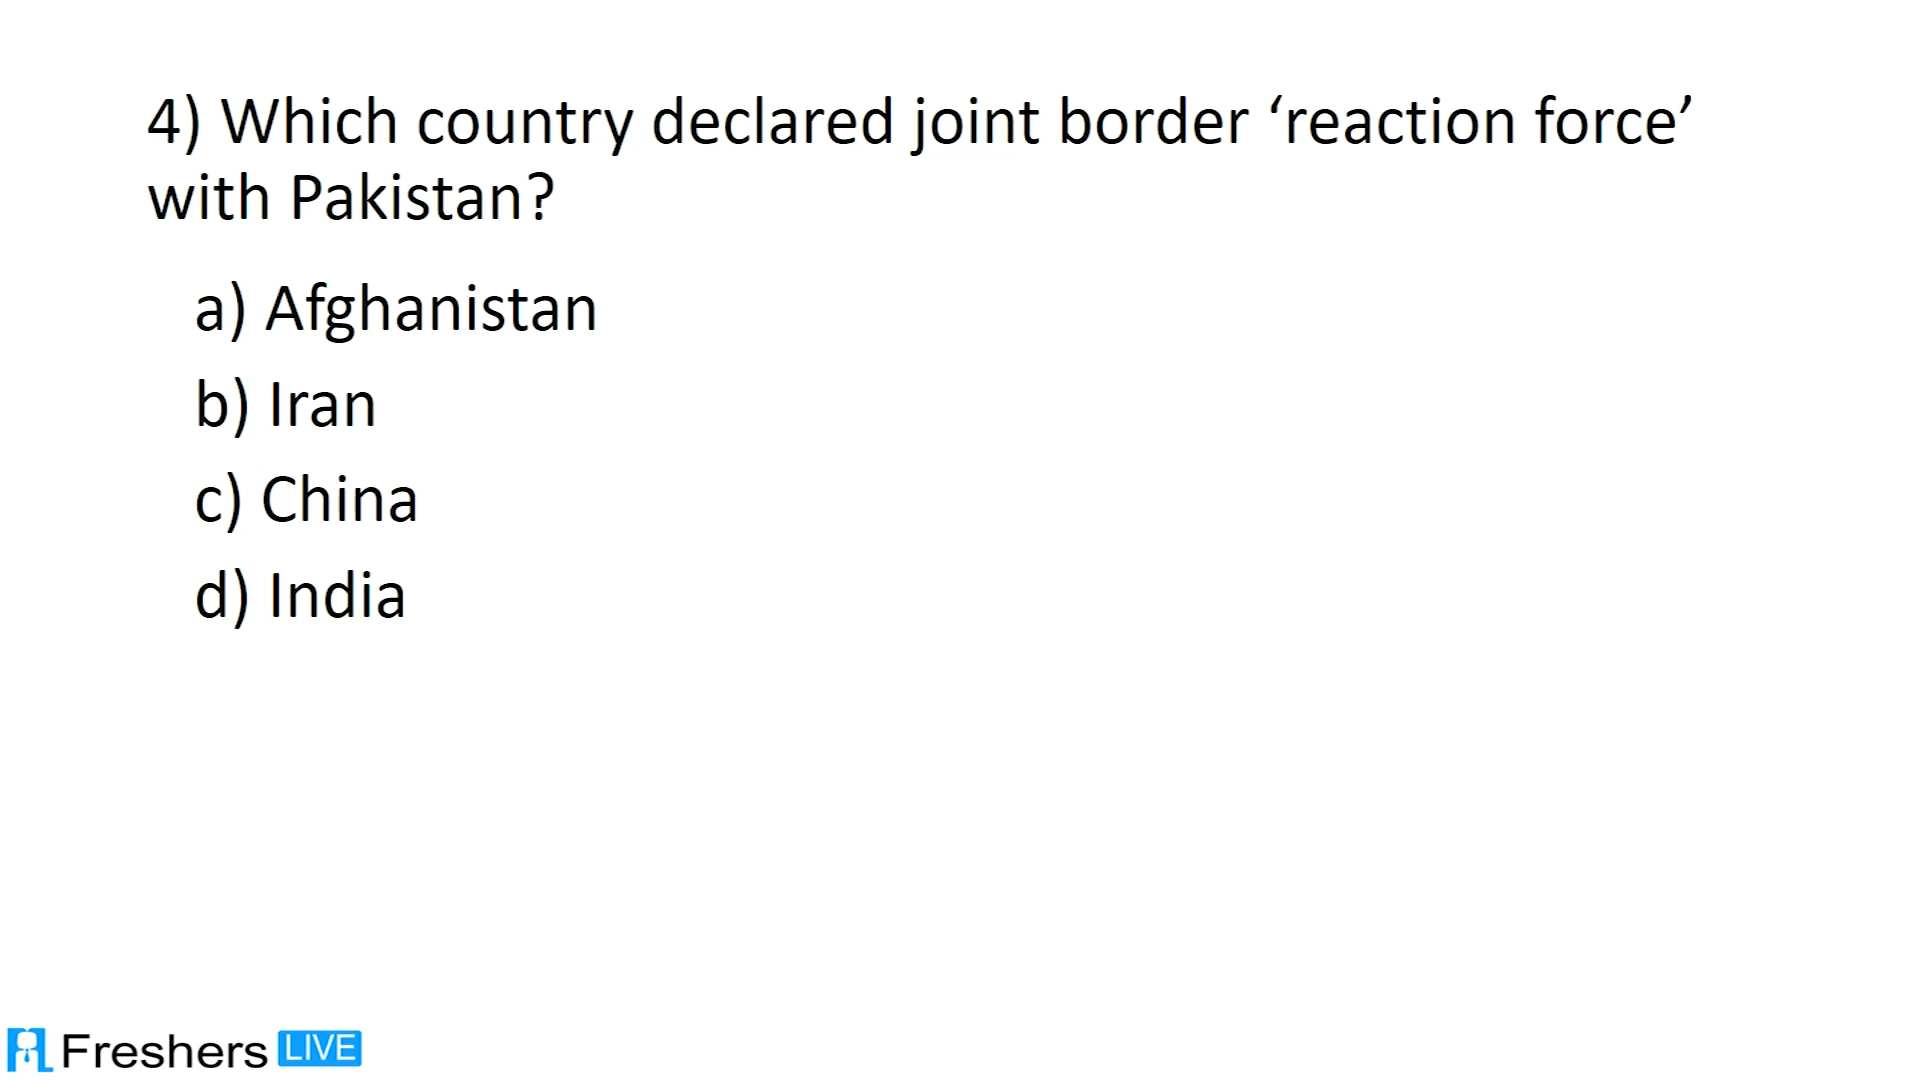 4) Which country declared joint border ‘reaction force’
with Pakistan?
a) Afghanistan
b) Iran
c) China
d) India
Freshers LIVE